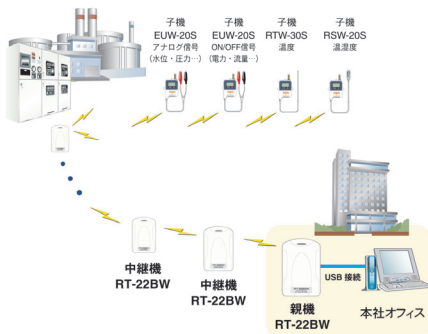 子機
EUW-20S
アナログ信号
(水位・圧力…)
子機
EUW-20S
ON/OFF信号
(電力・流量…)
子機
RTW-30S
温度
子機
RSW-20S
温湿度
中継機
RT-22BW
中継機
RT-22BW
親機
RT-22BW
USB 接続
本社オフィス